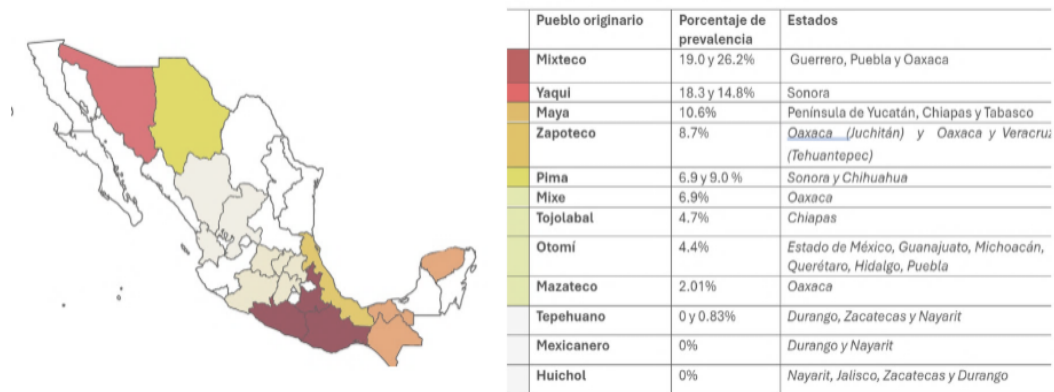 Pueblo originario Porcentaje de prevalencia Estados
Mixteco 19.0 y 26.2% Guerrero, Puebla y Oaxaca
Yaqui 18.3 y 14.8% Sonora
Maya 10.6% Península de Yucatán, Chiapas y Tabasco
Zapoteco 8.7% Oaxaca (Juchitán) y Oaxaca y Veracruz (Tehuantepec)
Pima 6.9 y 9.0 % Sonora y Chihuahua
Mixe 6.9% Oaxaca
Tojolabal 4.7% Chiapas
Otomí 4.4% Estado de México, Guanajuato, Michoacán, Querétaro, Hidalgo, Puebla
Mazateco 2.01% Oaxaca
Tepehuano 0 y 0.83% Durango, Zacatecas y Nayarit
Mexicanero 0% Durango y Nayarit
Huichol 0% Nayarit, Jalisco, Zacatecas y Durango